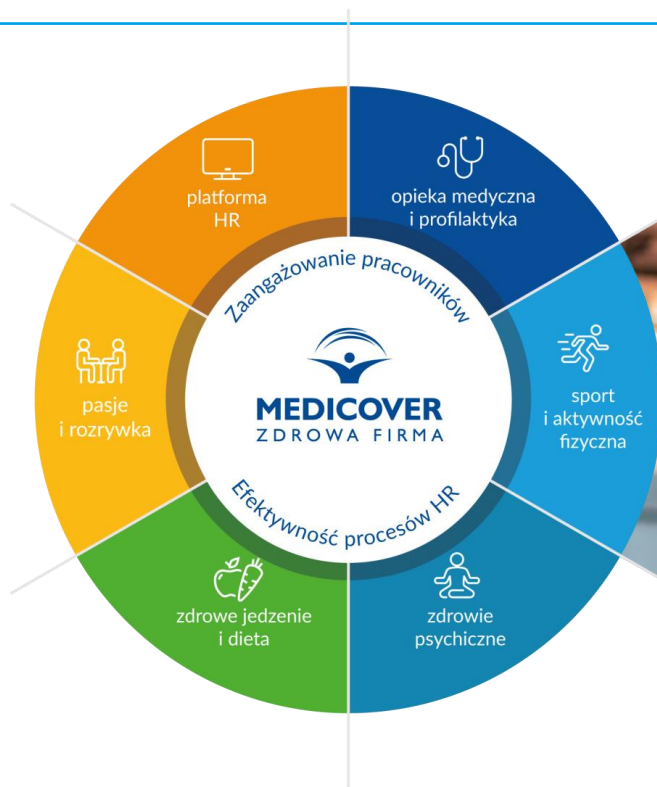 platforma
HR
opieka medyczna
i profilaktyka
Zaangażowanie pracowników
pasje
i rozrywka
MEDICOVER
ZDROWA FIRMA
sport
i aktywność
fizyczna
Efektywność procesów HR
zdrowe jedzenie
i dieta
zdrowie
psychiczne